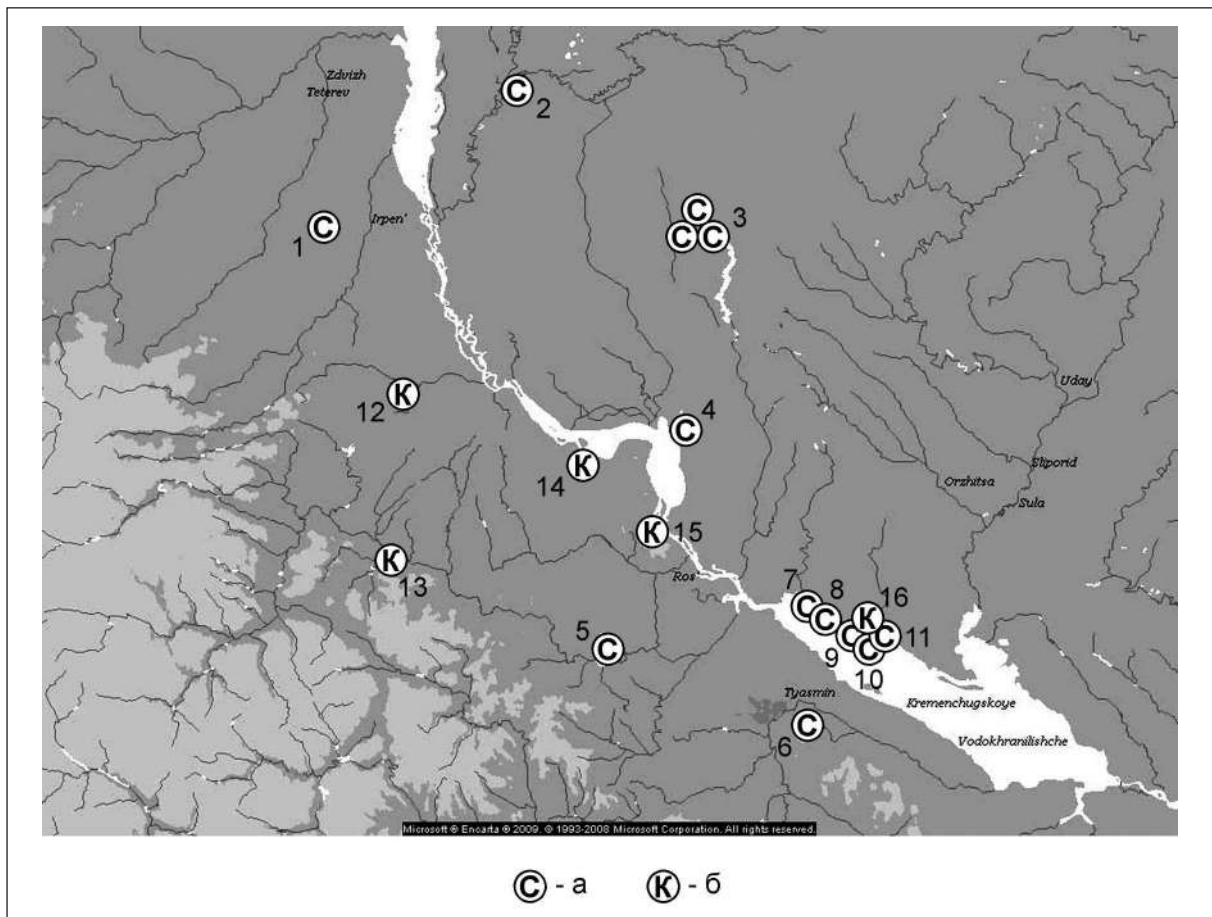 Zdvizh
Teterev
С 2
С
Irpen'
С 3
1
С С
Uday
К
12
С 4
Sliporid
К
14
Orzhitsa
Sula
К 15
К
13
Ros'
7 С 8 С
16 К
5 С
9 С С 11
С
10
Tyasmin
Kremenchugskoye
6 С
Vodokhranilishche
Microsoft ® Encarta ® 2009. © 1993-2008 Microsoft Corporation. All rights reserved.
С - а К - б